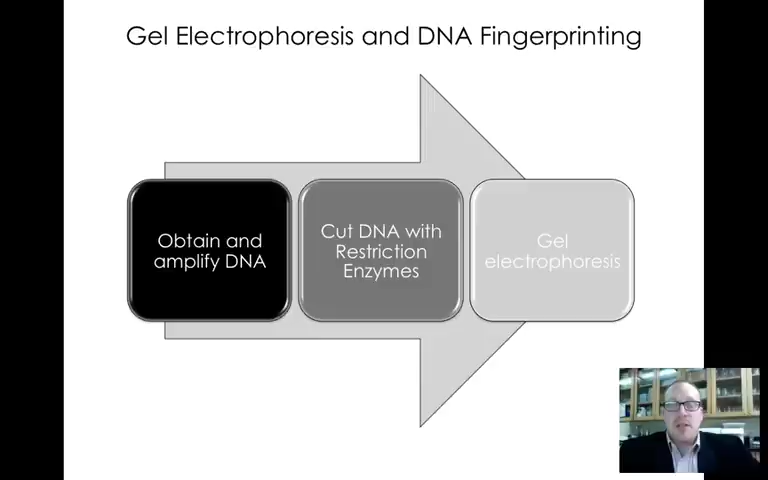 Gel Electrophoresis and DNA Fingerprinting
Obtain and
amplify DNA
Cut DNA with
Restriction
Enzymes
Gel
electrophoresis